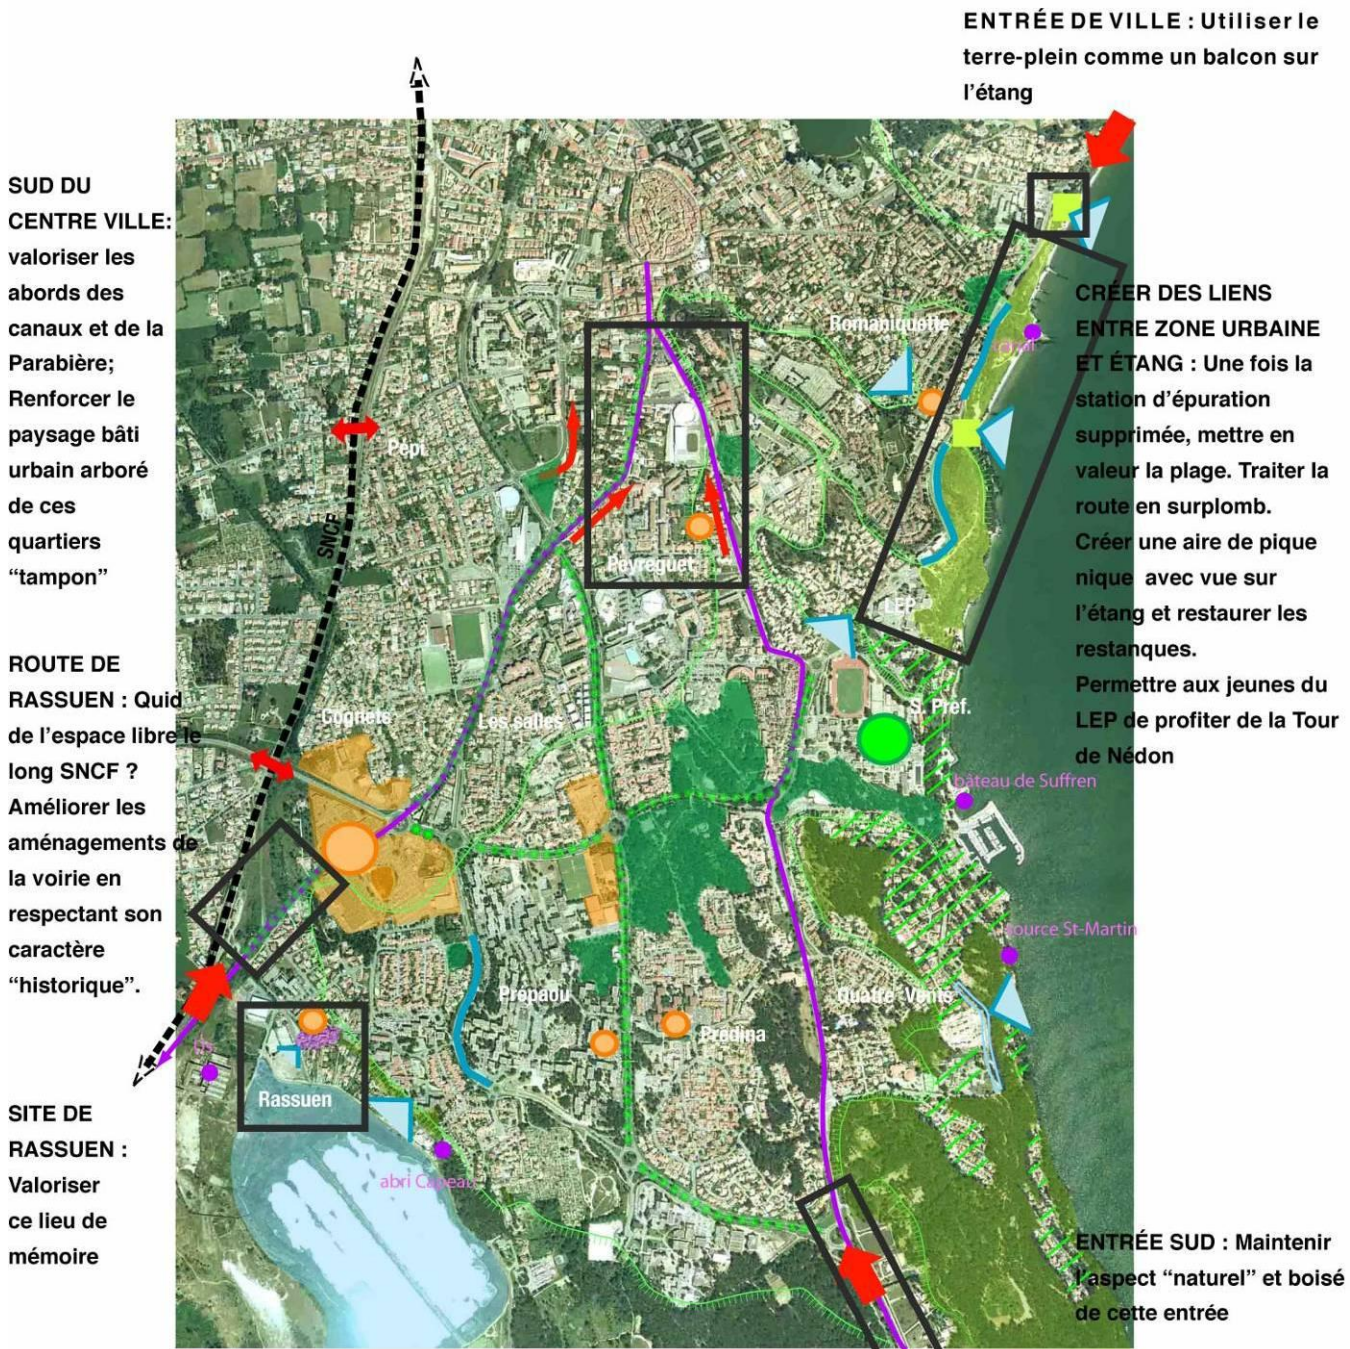 ENTRÉE DE VILLE : Utiliser le
terre-plein comme un balcon sur
l'étang
SUD DU
CENTRE VILLE:
valoriser les
abords des
canaux et de la
Parabière;
Renforcer le
paysage bâti
urbain arboré
de ces
quartiers
“tampon”
ROUTE DE
RASSUEN : Quid
de l'espace libre le
long SNCF ?
Améliorer les
aménagements de
la voirie en
respectant son
caractère
“historique”.
SITE DE
RASSUEN :
Valoriser
ce lieu de
mémoire
CRÉER DES LIENS
ENTRE ZONE URBAINE
ET ÉTANG : Une fois la
station d'épuration
supprimée, mettre en
valeur la plage. Traiter la
route en surplomb.
Créer une aire de pique
nique avec vue sur
l'étang et restaurer les
restanques.
Permettre aux jeunes du
LEP de profiter de la Tour
de Nédon
ENTRÉE SUD : Maintenir
l'aspect “naturel” et boisé
de cette entrée
Romaniquette
Pepi
SNCF
Peyreguet
LEP
S. Pref.
Cognets
Les salles
bâteau de Suffren
source St-Martin
Prépaou
Quatre Vents
Predina
Rassuen